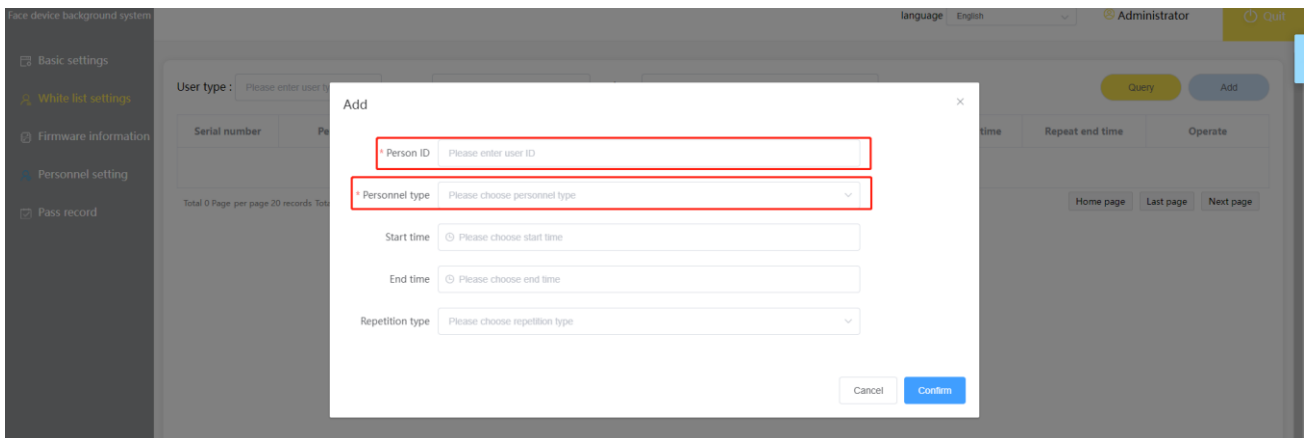 Face device background system
language English Administrator Quit
Basic settings
White list settings
Firmware information
Personnel setting
Pass record
User type : Please enter user ty
Query Add
Serial number Pe time Repeat end time Operate
Total 0 Page per page 20 records Tota
Home page Last page Next page
Add
* Person ID Please enter user ID
* Personnel type Please choose personnel type
Start time Please choose start time
End time Please choose end time
Repetition type Please choose repetition type
Cancel Confirm